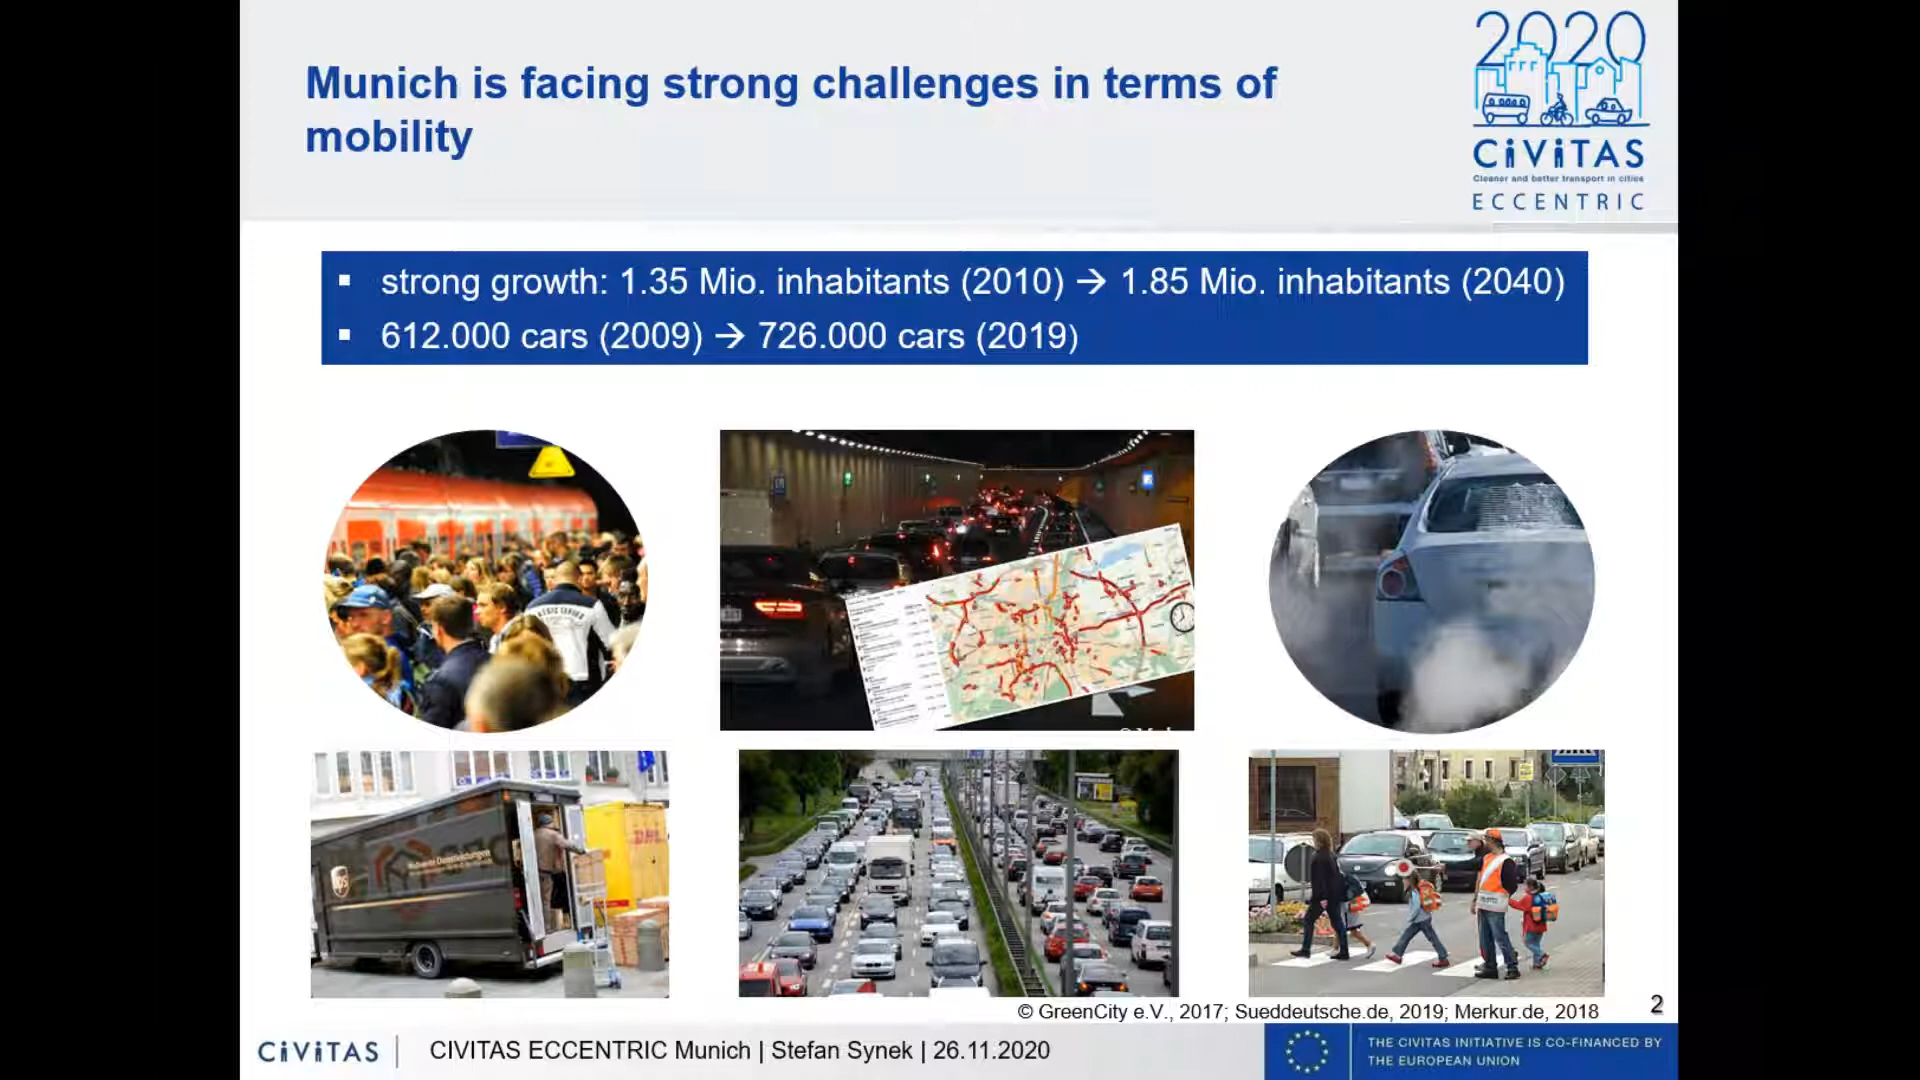 Munich is facing strong challenges in terms of
mobility
2020
CiViTAS
Cleaner and better transport in cities
ECCENTRIC
▪ strong growth: 1.35 Mio. inhabitants (2010) → 1.85 Mio. inhabitants (2040)
▪ 612.000 cars (2009) → 726.000 cars (2019)
ups
DHL
© GreenCity e.V., 2017; Sueddeutsche.de, 2019; Merkur.de, 2018
2
CiViTAS
CIVITAS ECCENTRIC Munich | Stefan Synek | 26.11.2020
THE CIVITAS INITIATIVE IS CO-FINANCED BY
THE EUROPEAN UNION